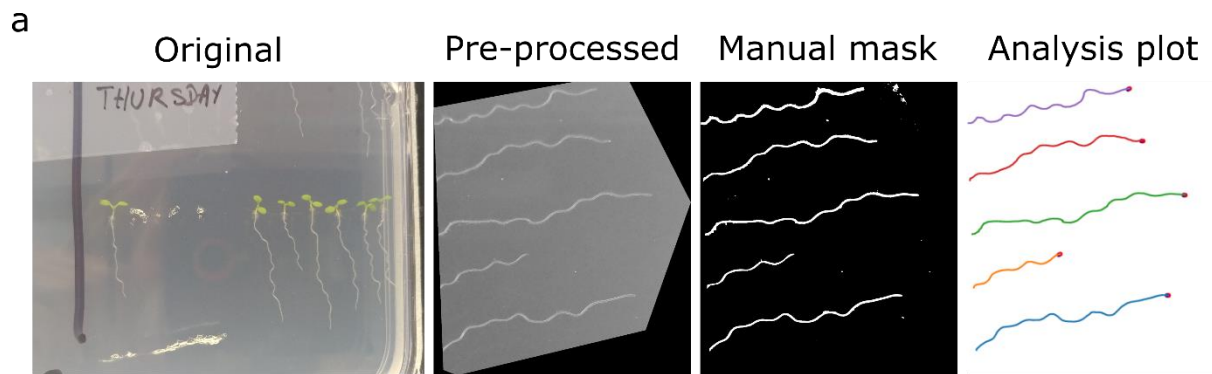 a
Original
Pre-processed
Manual mask
Analysis plot
THURSDAY